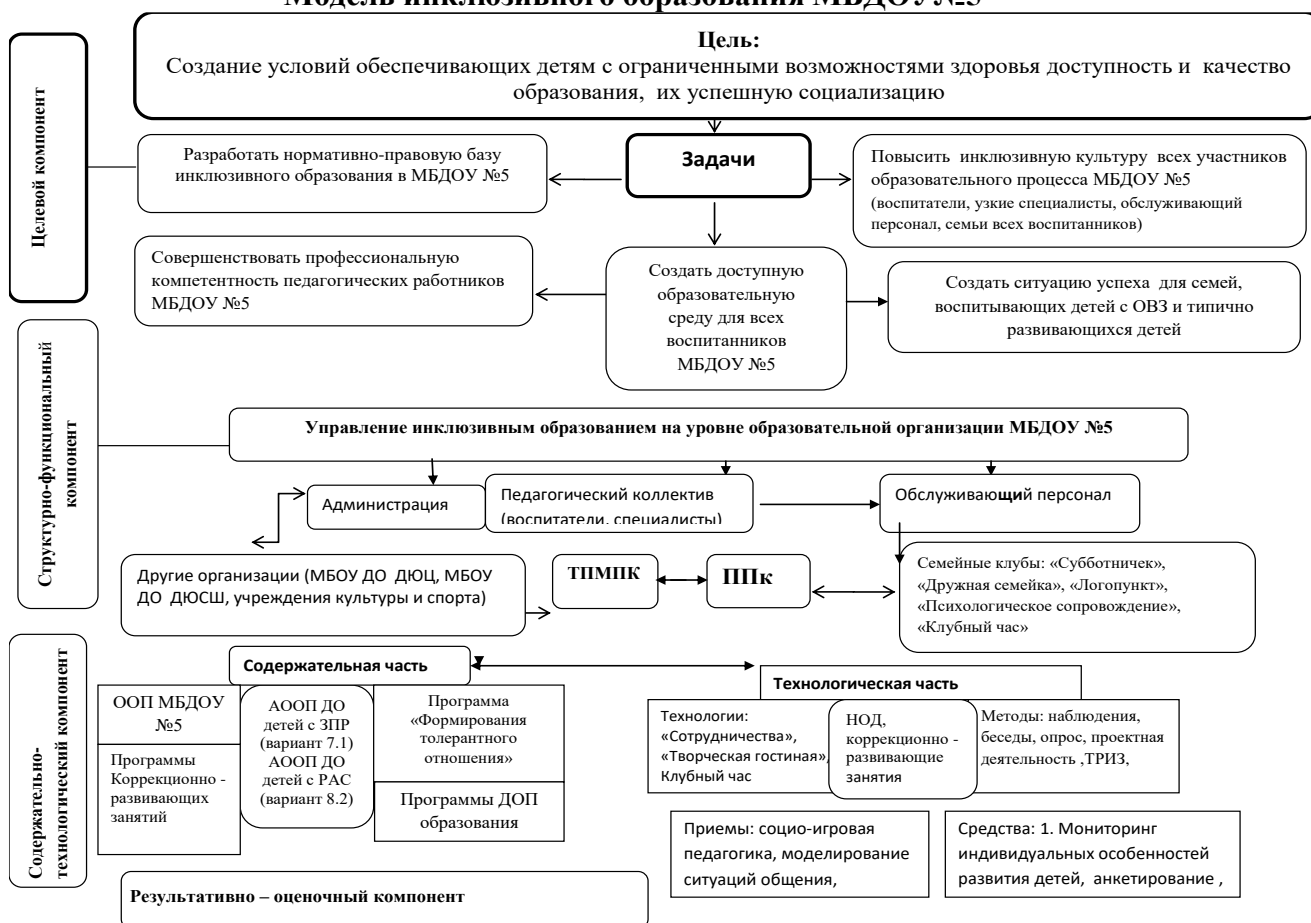 Модель инклюзивного образования МБДОУ№5
Цель:
Создание условий обеспечивающих детям с ограниченными возможностями здоровья доступность и качество
образования, их успешную социализацию
Целевой компонент
Разработать нормативно-правовую базу
инклюзивного образования в МБДОУ №5
Задачи
Повысить инклюзивную культуру всех участников
образовательного процесса МБДОУ №5
(воспитатели, узкие специалисты, обслуживающий
персонал, семьи всех воспитанников)
Совершенствовать профессиональную
компетентность педагогических работников
МБДОУ №5
Создать доступную
образовательную
среду для всех
воспитанников
МБДОУ №5
Создать ситуацию успеха для семей,
воспитывающих детей с ОВЗ и типично
развивающихся детей
Структурно-функциональный
компонент
Управление инклюзивным образованием на уровне образовательной организации МБДОУ №5
Администрация
Педагогический коллектив
(воспитатели, специалисты)
Обслуживающий персонал
Другие организации (МБОУ ДО ДЮЦ, МБОУ
ДО ДЮСШ, учреждения культуры и спорта)
ТПМПК
ППк
Семейные клубы: «Субботничек»,
«Дружная семейка», «Логопункт»,
«Психологическое сопровождение»,
«Клубный час»
Содержательно-
технологический компонент
Содержательная часть
ООП МБДОУ
№5
Программы
Коррекционно -
развивающих
занятий
АООП ДО
детей с ЗПР
(вариант 7.1)
АООП ДО
детей с РАС
(вариант 8.2)
Программа
«Формирования
толерантного
отношения»
Программы ДОП
образования
Технологическая часть
Технологии:
«Сотрудничества»,
«Творческая гостиная»,
Клубный час
НОД,
коррекционно -
развивающие
занятия
Методы: наблюдения,
беседы, опрос, проектная
деятельность ,ТРИЗ,
Приемы: социо-игровая
педагогика, моделирование
ситуаций общения,
Средства: 1. Мониторинг
индивидуальных особенностей
развития детей, анкетирование ,
Результативно – оценочный компонент